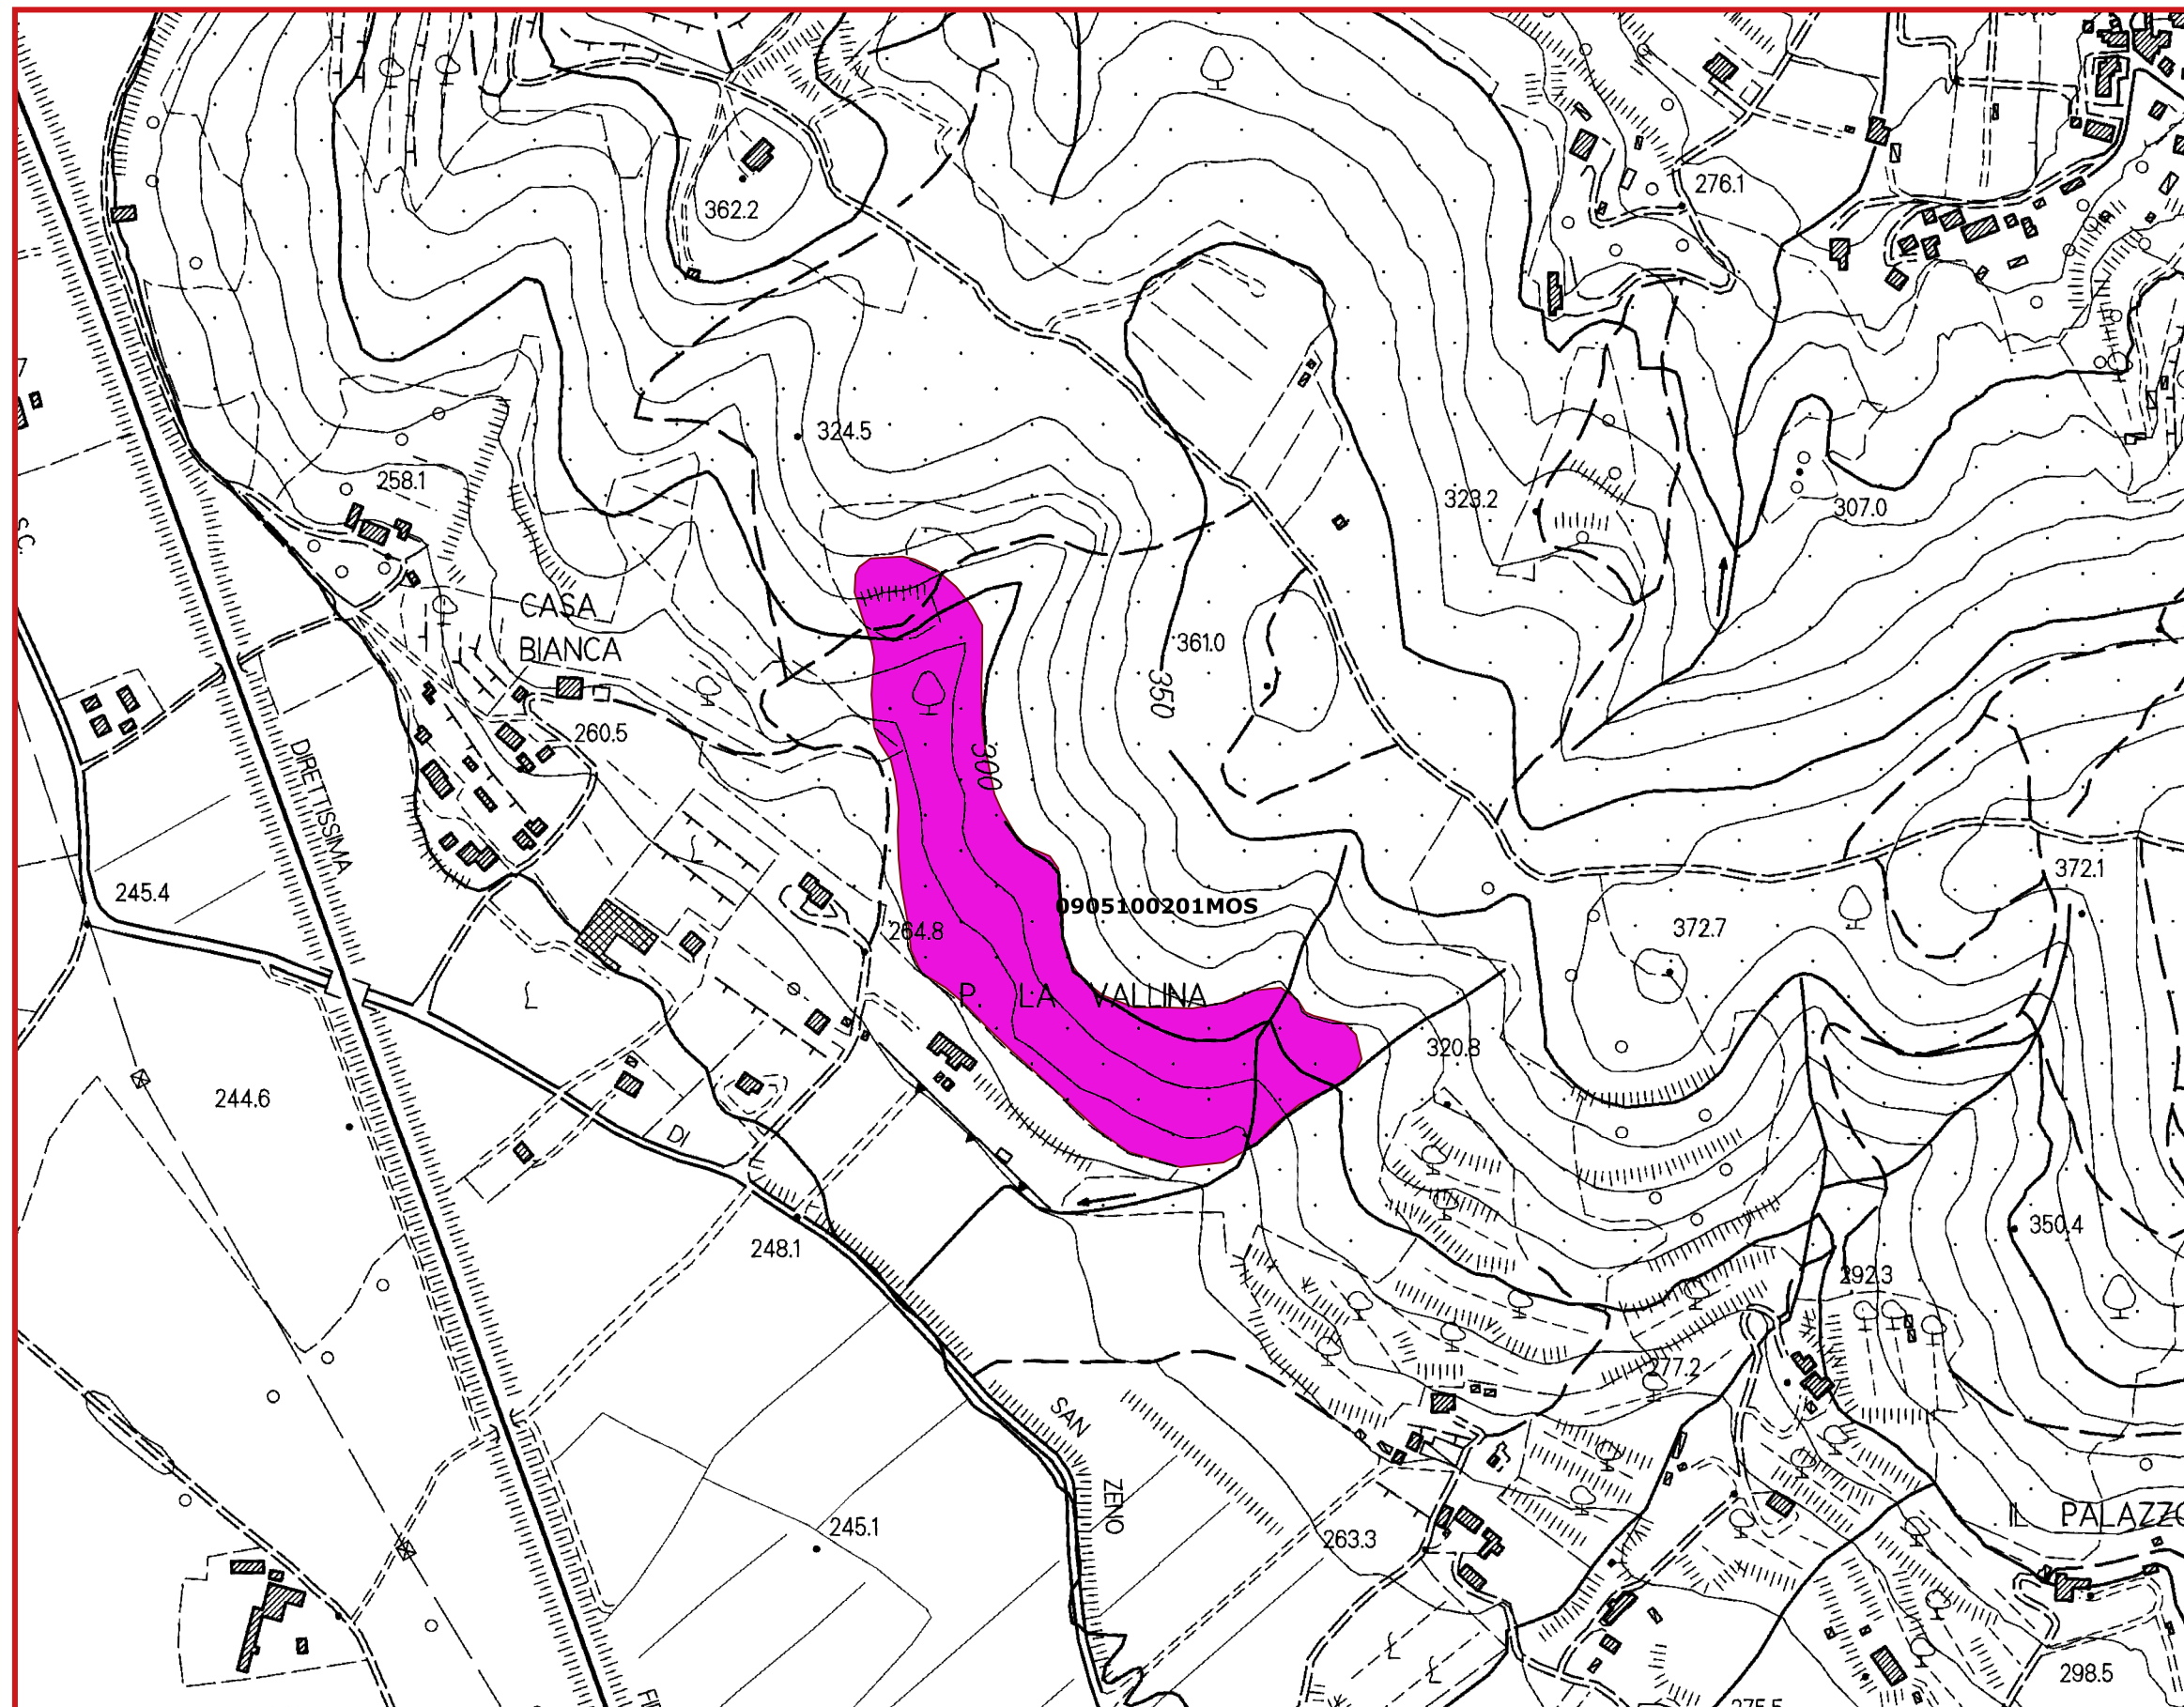 362.2
276.1
324.5
258.1
323.2
307.0
CASA
BIANCA
361.0
350
260.5
300
DIRETTISSIMA
245.4
372.1
0905100201MOS
264.8
372.7
P. LA VALLINA
320.8
244.6
DI
350.4
248.1
292.3
277.2
SAN
ZENO
245.1
263.3
IL PALAZZO
298.5